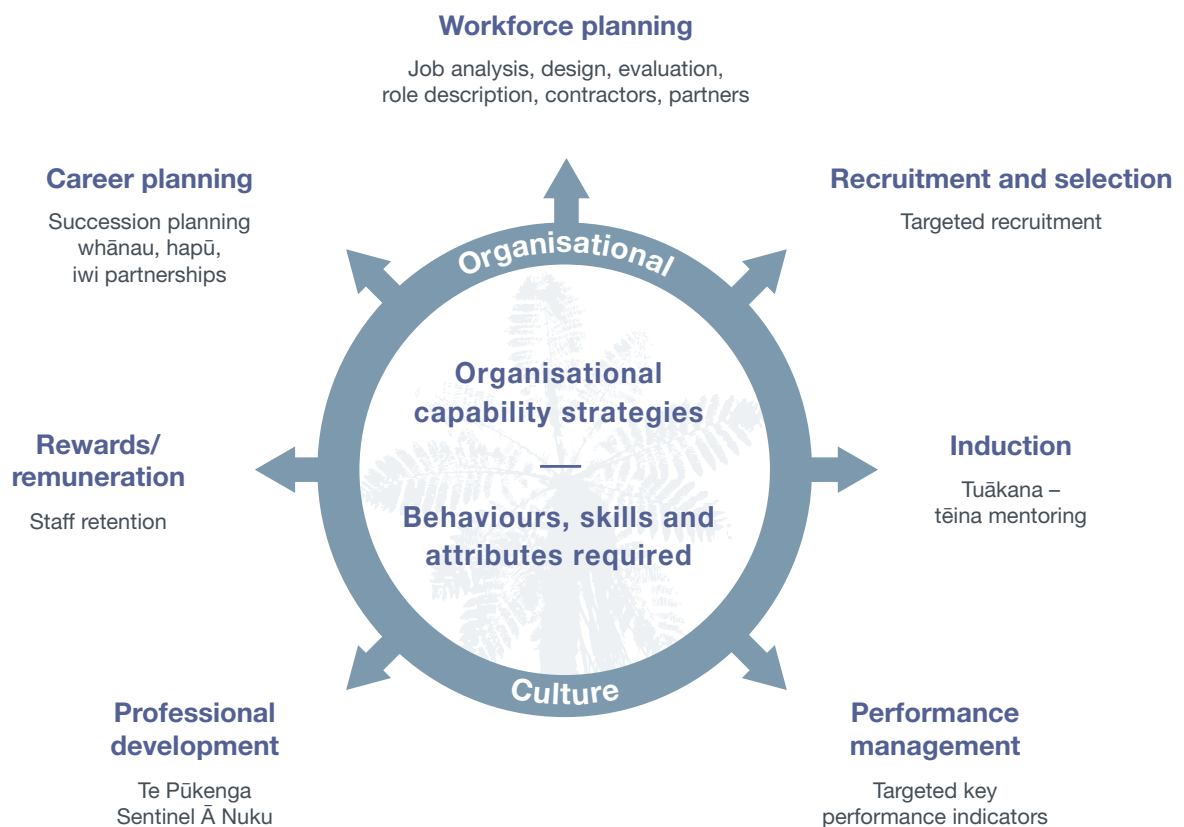 Workforce planning
Job analysis, design, evaluation,
role description, contractors, partners
Career planning
Succession planning
whānau, hapū,
iwi partnerships
Recruitment and selection
Targeted recruitment
Organisational
Organisational
capability strategies
Behaviours, skills and
attributes required
Culture
Rewards/
remuneration
Staff retention
Induction
Tuākana –
tēina mentoring
Professional
development
Te Pūkenga
Sentinel Ā Nuku
Performance
management
Targeted key
performance indicators